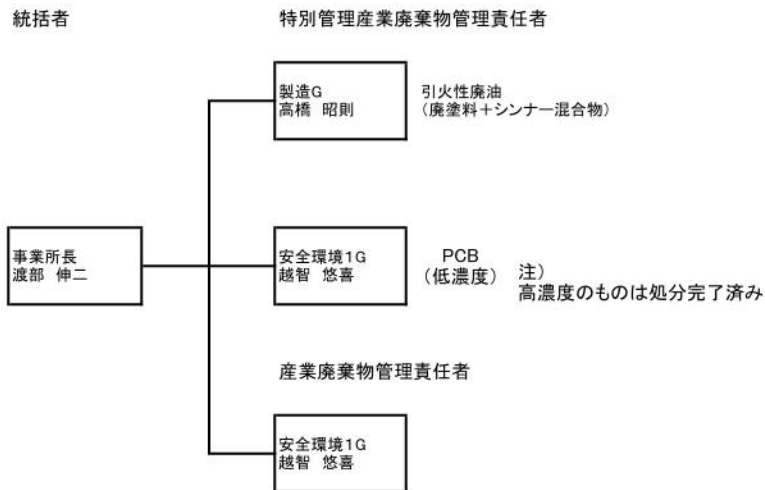 統括者
特別管理産業廃棄物管理責任者
製造G
高橋 昭則
引火性廃油
(廃塗料＋シンナー混合物)
事業所長
渡部 伸二
安全環境1G
越智 悠喜
PCB
(低濃度)
注)
高濃度のものは処分完了済み
産業廃棄物管理責任者
安全環境1G
越智 悠喜